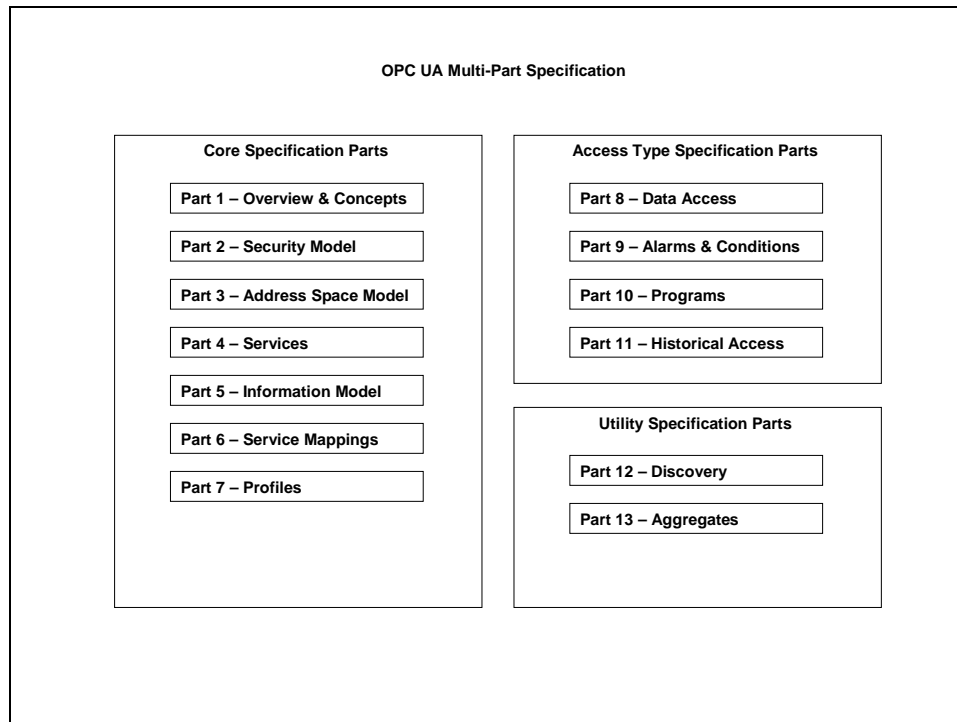 OPC UA Multi-Part Specification
Core Specification Parts
Part 1 – Overview & Concepts
Part 2 – Security Model
Part 3 – Address Space Model
Part 4 – Services
Part 5 – Information Model
Part 6 – Service Mappings
Part 7 – Profiles
Access Type Specification Parts
Part 8 – Data Access
Part 9 – Alarms & Conditions
Part 10 – Programs
Part 11 – Historical Access
Utility Specification Parts
Part 12 – Discovery
Part 13 – Aggregates